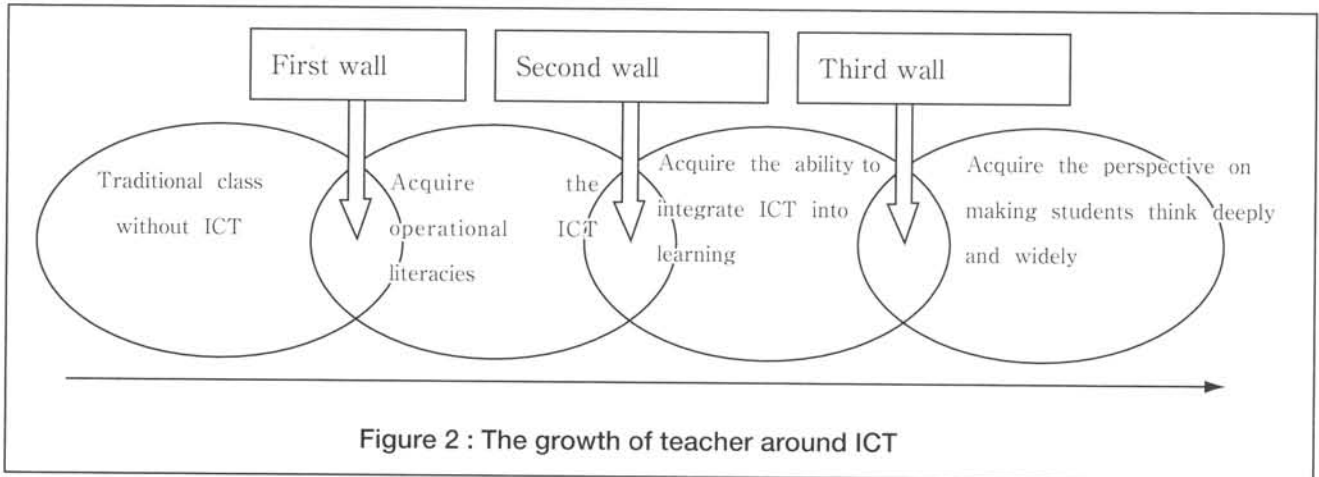 First wall
Second wall
Third wall
Traditional class
without ICT
Acquire the
operational ICT
literacies
Acquire the ability to
integrate ICT into
learning
Acquire the perspective on
making students think deeply
and widely
Figure 2 : The growth of teacher around ICT